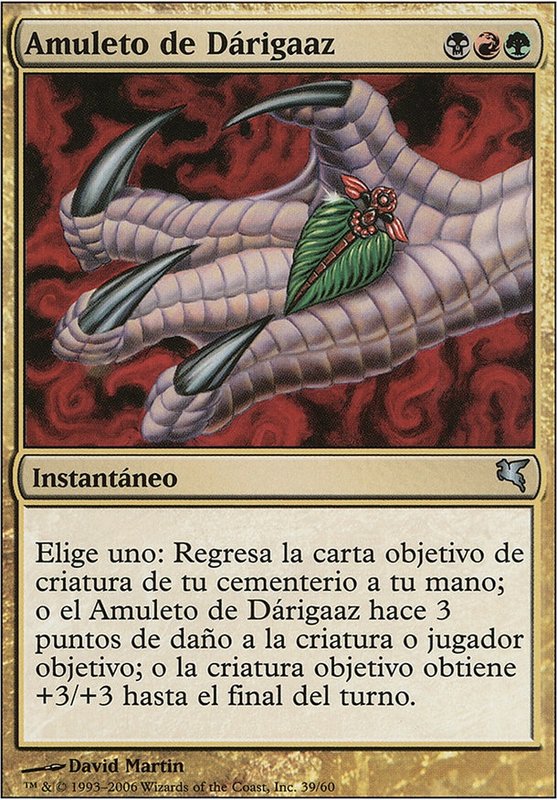 Amuleto de Dárigaaz
Instantáneo
Elige uno: Regresa la carta objetivo de
criatura de tu cementerio a tu mano;
o el Amuleto de Dárigaaz hace 3
puntos de daño a la criatura o jugador
objetivo; o la criatura objetivo obtiene
+3/+3 hasta el final del turno.
David Martin
™ & © 1993–2006 Wizards of the Coast, Inc. 39/60